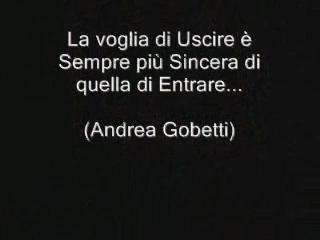 La voglia di Uscire è
Sempre più Sincera di
quella di Entrare...
(Andrea Gobetti)